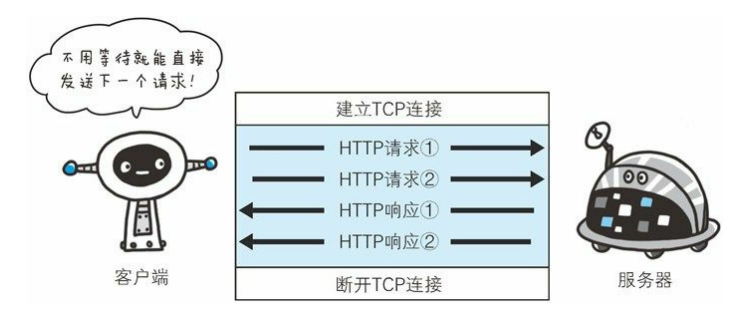 不用等待就能直接
发送下一个请求!
建立TCP连接
HTTP请求①
HTTP请求②
HTTP响应①
HTTP响应②
断开TCP连接
客户端
服务器